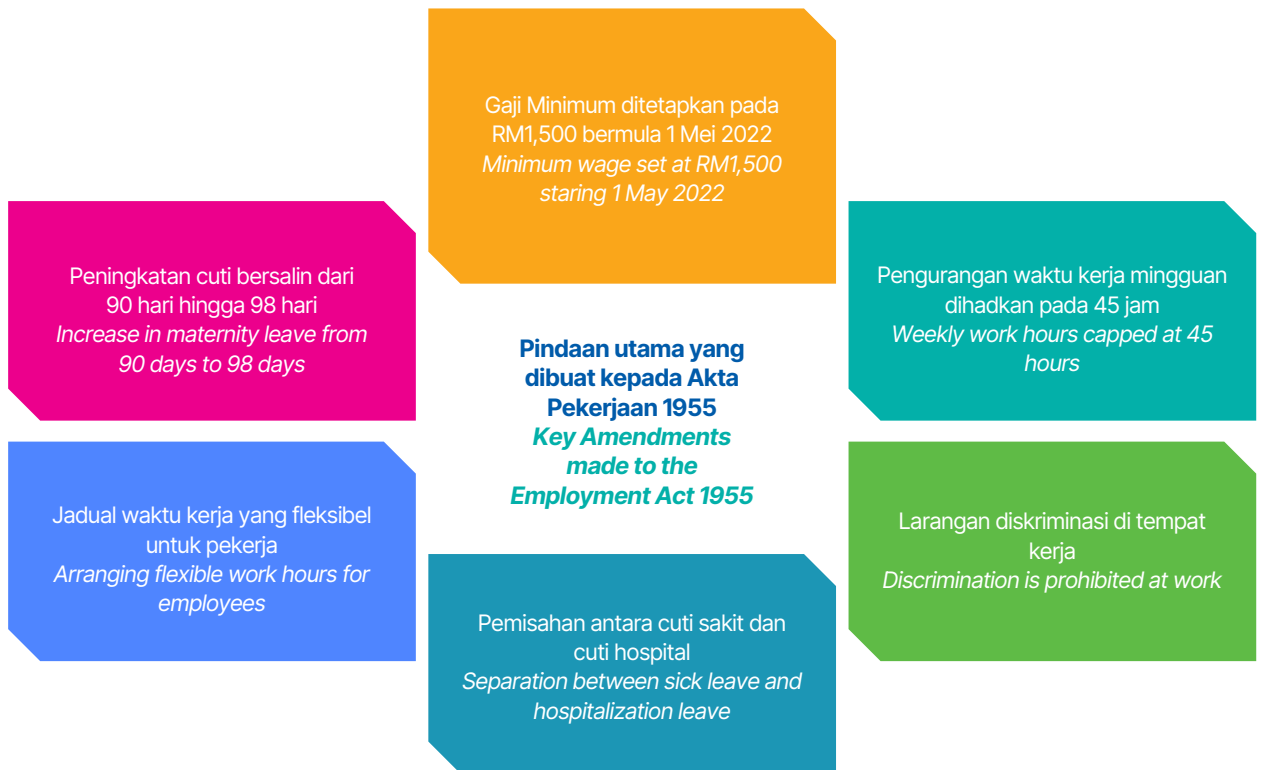 Gaji Minimum ditetapkan pada
RM1,500 bermula 1 Mei 2022
Minimum wage set at RM1,500
staring 1 May 2022
Peningkatan cuti bersalin dari
90 hari hingga 98 hari
Increase in maternity leave from
90 days to 98 days
Pengurangan waktu kerja mingguan
dihadkan pada 45 jam
Weekly work hours capped at 45
hours
Pindaan utama yang
dibuat kepada Akta
Pekerjaan 1955
Key Amendments
made to the
Employment Act 1955
Jadual waktu kerja yang fleksibel
untuk pekerja
Arranging flexible work hours for
employees
Larangan diskriminasi di tempat
kerja
Discrimination is prohibited at work
Pemisahan antara cuti sakit dan
cuti hospital
Separation between sick leave and
hospitalization leave